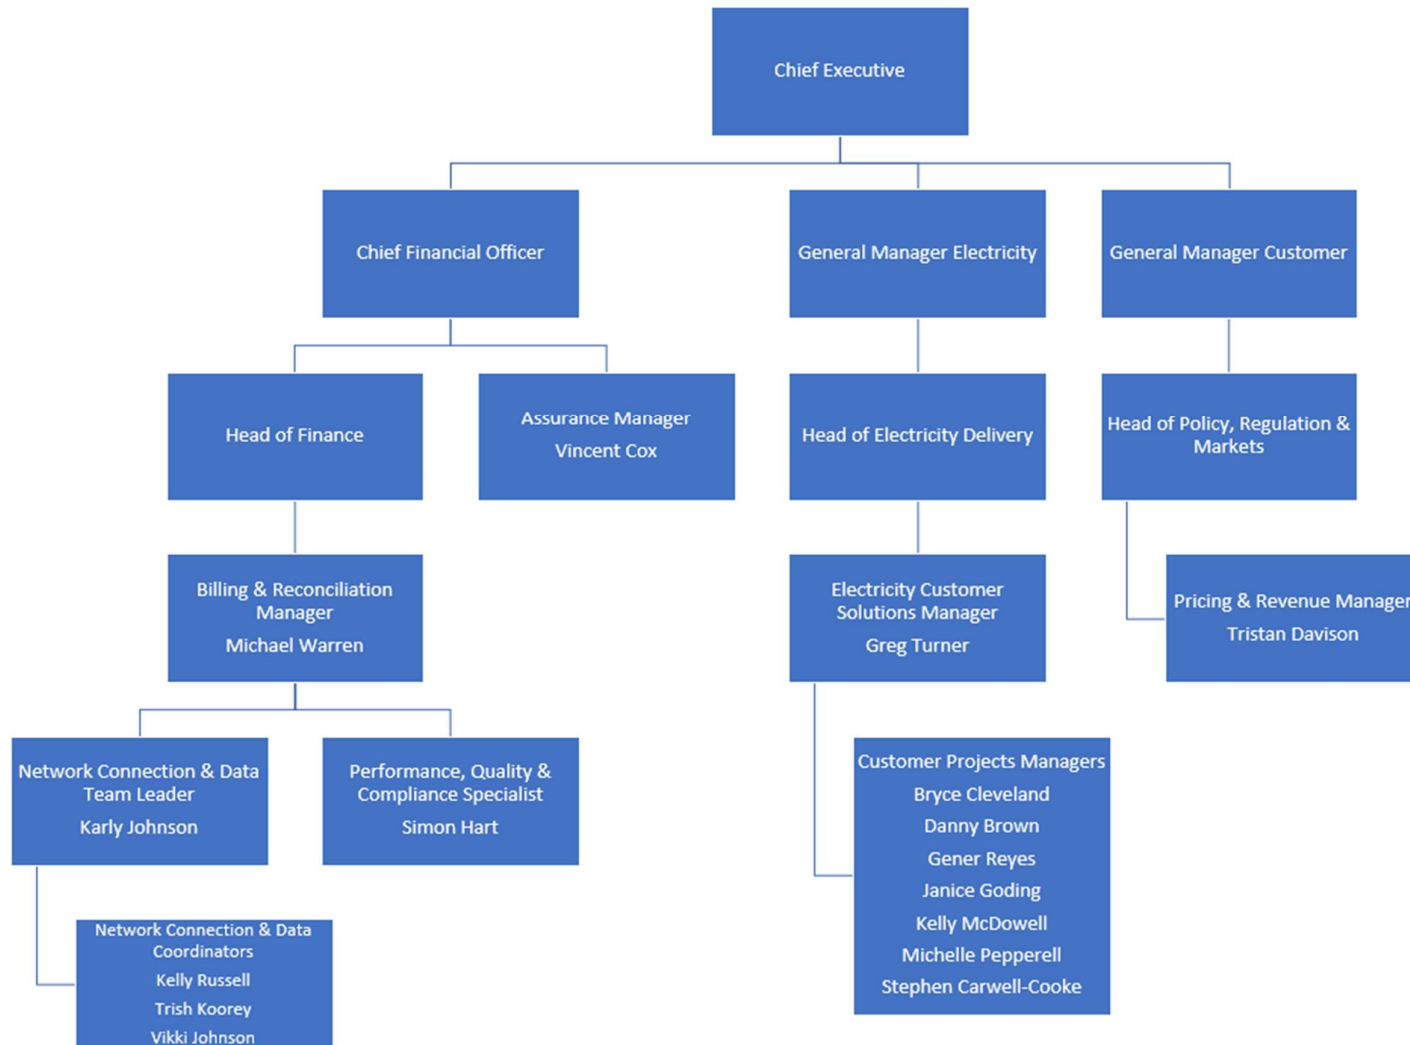 Chief Executive
Chief Financial Officer
General Manager Electricity
General Manager Customer
Head of Finance
Assurance Manager
Vincent Cox
Head of Electricity Delivery
Head of Policy, Regulation &
Markets
Billing & Reconciliation
Manager
Michael Warren
Electricity Customer
Solutions Manager
Greg Turner
Pricing & Revenue Manager
Tristan Davison
Network Connection & Data
Team Leader
Karly Johnson
Performance, Quality &
Compliance Specialist
Simon Hart
Customer Projects Managers
Bryce Cleveland
Danny Brown
Gener Reyes
Janice Goding
Kelly McDowell
Michelle Pepperell
Stephen Carwell-Cooke
Network Connection & Data
Coordinators
Kelly Russell
Trish Koorey
Vikki Johnson